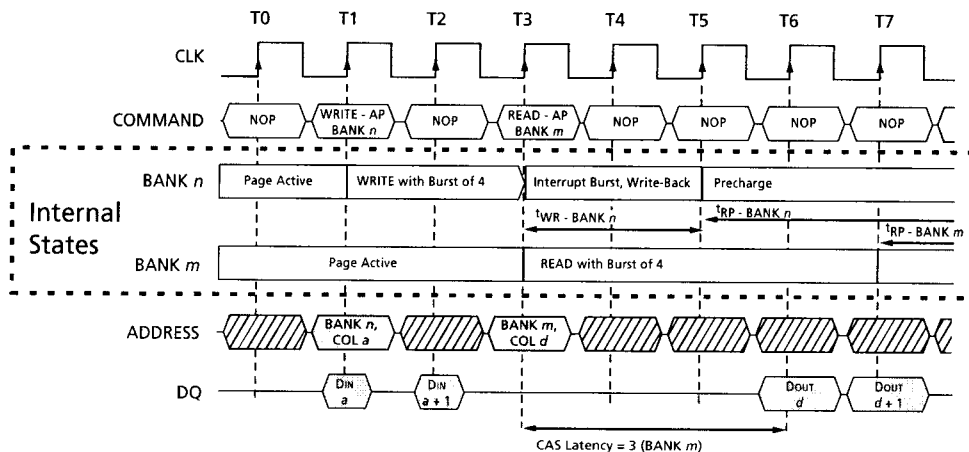 T0 T1 T2 T3 T4 T5 T6 T7
CLK
COMMAND NOP WRITE - AP BANK n NOP READ - AP BANK m NOP NOP NOP NOP
BANK n Page Active WRITE with Burst of 4 Interrupt Burst, Write-Back Precharge
Internal States
tWR - BANK n tRP - BANK n
tRP - BANK m
BANK m Page Active READ with Burst of 4
ADDRESS BANK n, COL a BANK m, COL d
DQ DIN a DIN a + 1 DOUT d DOUT d + 1
CAS Latency = 3 (BANK m)